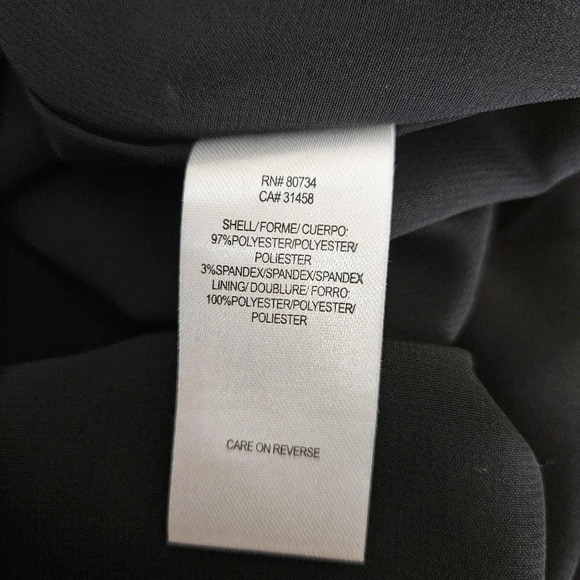 RN# 80734
CA# 31458
SHELL/FORME/CUERPO:
97%POLYESTER/POLYESTER/
POLIESTER
3%SPANDEX/SPANDEX/SPANDEX
LINING/ DOUBLURE/ FORRO:
100%POLYESTER/POLYESTER/
POLIESTER
CARE ON REVERSE